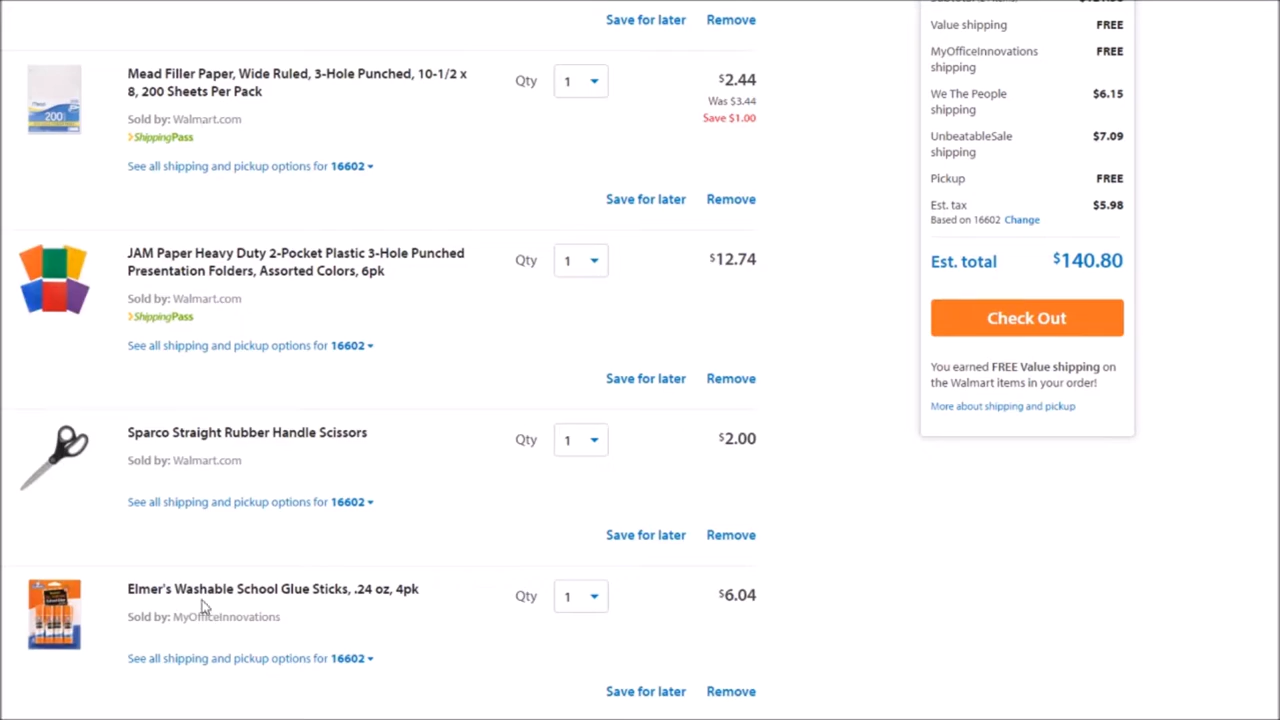 Save for later Remove
Mead Filler Paper, Wide Ruled, 3-Hole Punched, 10-1/2 x
8, 200 Sheets Per Pack
Qty 1 $2.44
Was $3.44
Save $1.00
Sold by: Walmart.com
ShippingPass
See all shipping and pickup options for 16602
Save for later Remove
200
JAM Paper Heavy Duty 2-Pocket Plastic 3-Hole Punched
Presentation Folders, Assorted Colors, 6pk
Qty 1 $12.74
Sold by: Walmart.com
ShippingPass
See all shipping and pickup options for 16602
Save for later Remove
Sparco Straight Rubber Handle Scissors
Qty 1 $2.00
Sold by: Walmart.com
See all shipping and pickup options for 16602
Save for later Remove
Elmer's Washable School Glue Sticks, .24 oz, 4pk
Qty 1 $6.04
Sold by: MyOfficeInnovations
See all shipping and pickup options for 16602
Save for later Remove
Value shipping FREE
MyOfficeInnovations FREE
shipping
We The People $6.15
shipping
UnbeatableSale $7.09
shipping
Pickup FREE
Est. tax $5.98
Based on 16602 Change
Est. total $140.80
Check Out
You earned FREE Value shipping on
the Walmart items in your order!
More about shipping and pickup